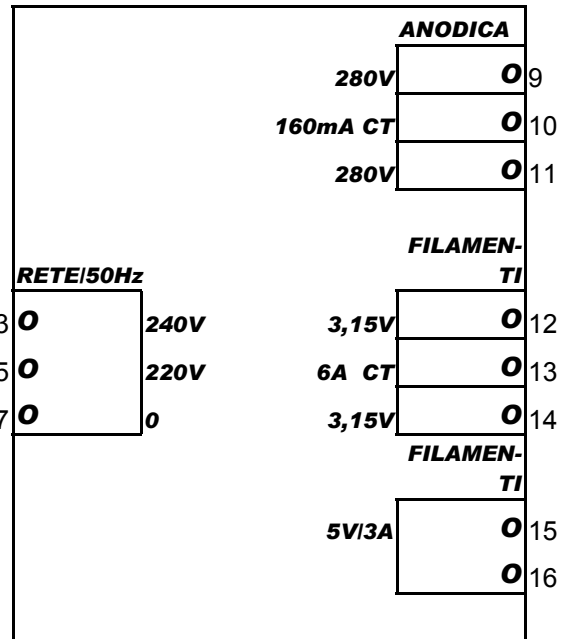 ANODICA
280V O 9
160mA CT O 10
280V O 11
FILAMEN-
TI
RETE/50Hz
3 O 240V 3,15V O 12
5 O 220V 6A CT O 13
7 O 0 3,15V O 14
FILAMEN-
TI
5V/3A O 15
O 16